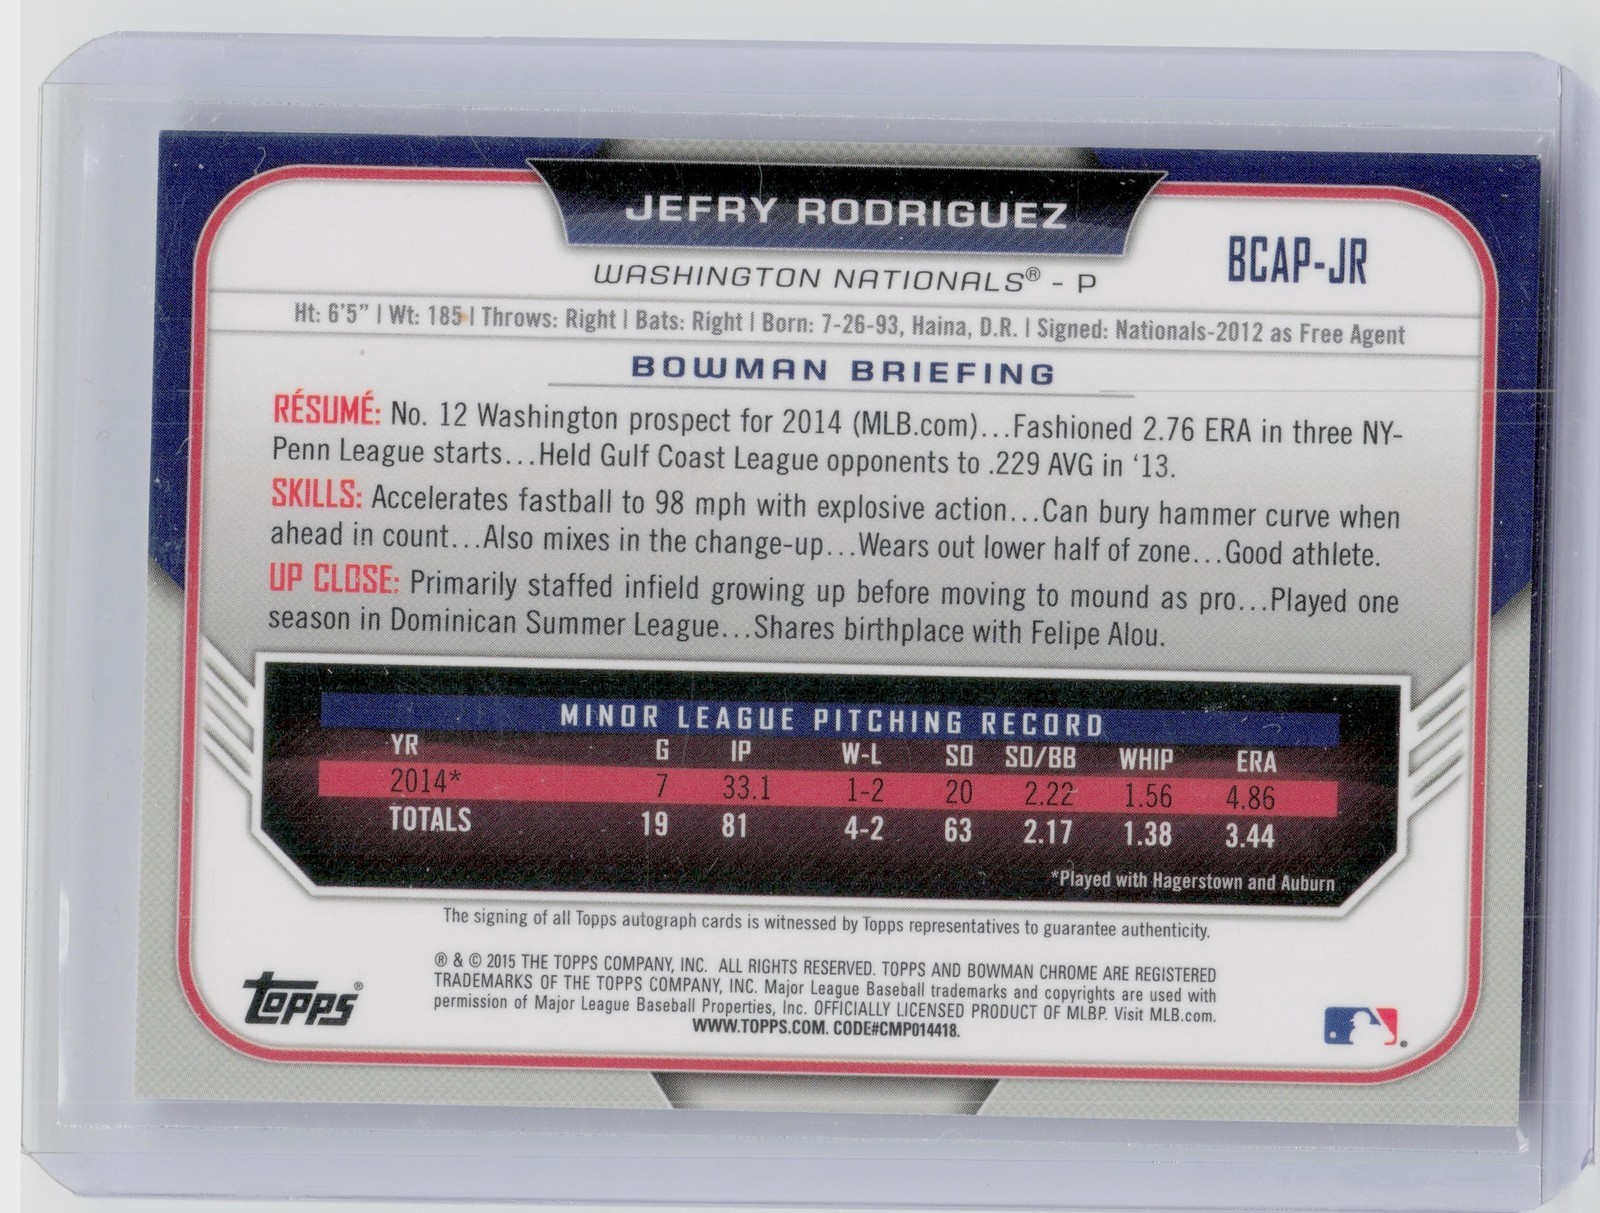 JEFRY RODRIGUEZ
BCAP-JR
WASHINGTON NATIONALS® - P
Ht: 6'5" | Wt: 185 | Throws: Right | Bats: Right | Born: 7-26-93, Haina, D.R. | Signed: Nationals-2012 as Free Agent
BOWMAN BRIEFING
RÉSUMÉ: No. 12 Washington prospect for 2014 (MLB.com)...Fashioned 2.76 ERA in three NY-
Penn League starts...Held Gulf Coast League opponents to .229 AVG in '13.
SKILLS: Accelerates fastball to 98 mph with explosive action...Can bury hammer curve when
ahead in count...Also mixes in the change-up...Wears out lower half of zone...Good athlete.
UP CLOSE: Primarily staffed infield growing up before moving to mound as pro...Played one
season in Dominican Summer League...Shares birthplace with Felipe Alou.
MINOR LEAGUE PITCHING RECORD
YR G IP W-L SO SO/BB WHIP ERA
2014* 7 33.1 1-2 20 2.22 1.56 4.86
TOTALS 19 81 4-2 63 2.17 1.38 3.44
*Played with Hagerstown and Auburn
The signing of all Topps autograph cards is witnessed by Topps representatives to guarantee authenticity.
® & © 2015 THE TOPPS COMPANY, INC. ALL RIGHTS RESERVED. TOPPS AND BOWMAN CHROME ARE REGISTERED
TRADEMARKS OF THE TOPPS COMPANY, INC. Major League Baseball trademarks and copyrights are used with
permission of Major League Baseball Properties, Inc. OFFICIALLY LICENSED PRODUCT OF MLBP. Visit MLB.com.
WWW.TOPPS.COM. CODE#CMP014418.
Topps®
®